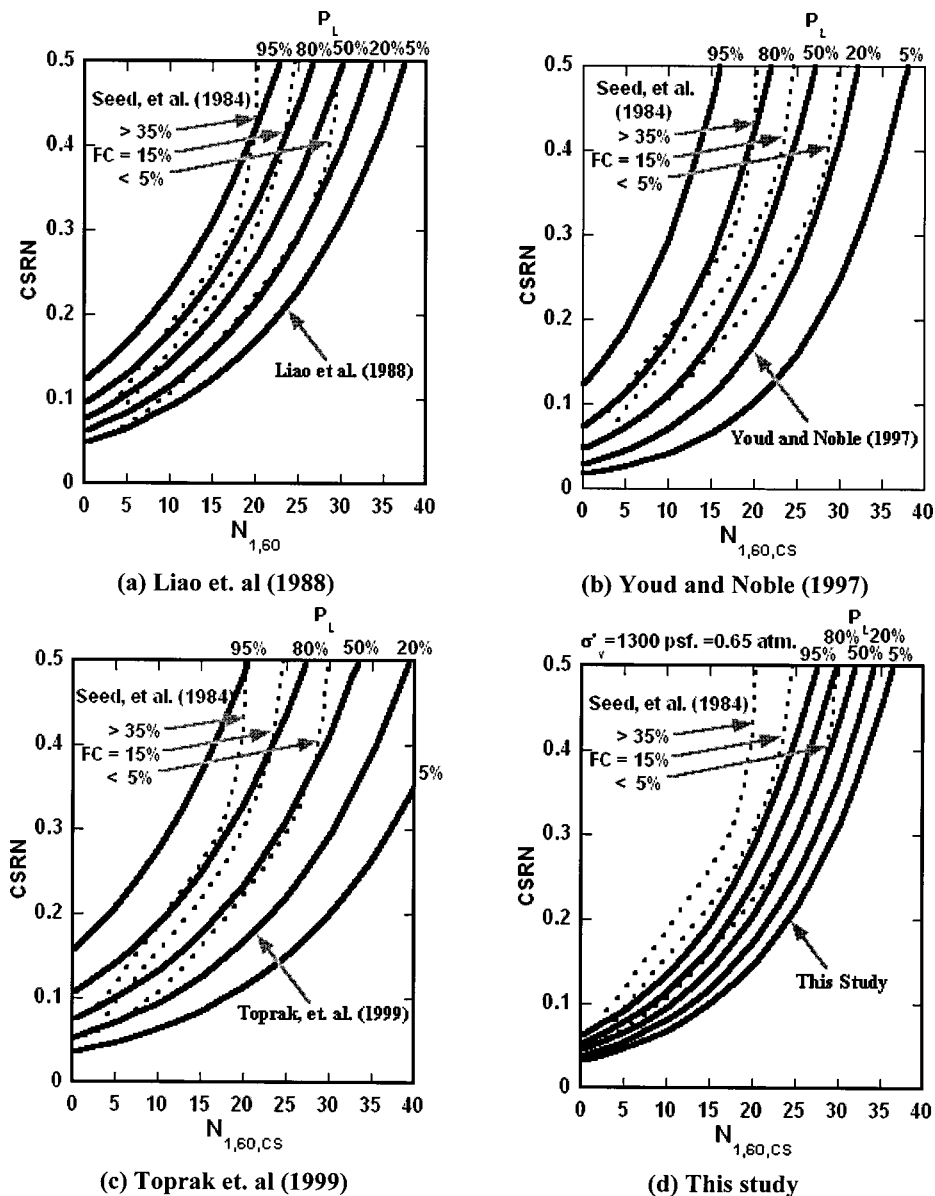 P_L
95% 80% 50% 20% 5%
0.5
Seed, et al. (1984)
> 35%
0.4
FC = 15%
< 5%
0.3
CSRN
0.2
Liao et al. (1988)
0.1
0
0 5 10 15 20 25 30 35 40
N_1,60
(a) Liao et. al (1988)
P_L
95% 80% 50% 20% 5%
0.5
Seed, et al.
(1984)
> 35%
0.4
FC = 15%
< 5%
0.3
CSRN
0.2
Youd and Noble (1997)
0.1
0
0 5 10 15 20 25 30 35 40
N_1,60,CS
(b) Youd and Noble (1997)
P_L
95% 80% 50% 20%
0.5
Seed, et al. (1984)
> 35%
0.4
FC = 15%
< 5%
5%
0.3
CSRN
0.2
Toprak, et. al. (1999)
0.1
0
0 5 10 15 20 25 30 35 40
N_1,60,CS
(c) Toprak et. al (1999)
P_L
σ'_v =1300 psf. =0.65 atm.
80% 20%
95% 50% 5%
0.5
Seed, et al. (1984)
> 35%
0.4
FC = 15%
< 5%
0.3
CSRN
0.2
This Study
0.1
0
0 5 10 15 20 25 30 35 40
N_1,60,CS
(d) This study